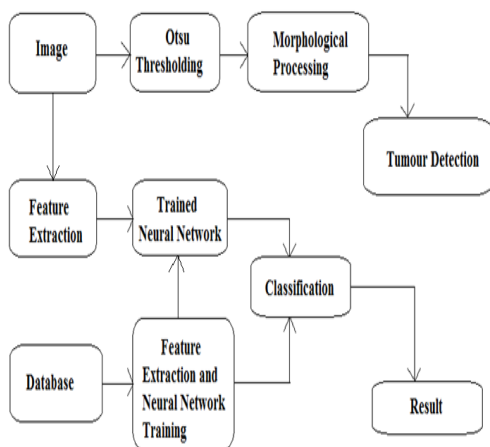 Image
Otsu
Thresholding
Morphological
Processing
Tumour Detection
Feature
Extraction
Trained
Neural Network
Classification
Database
Feature
Extraction and
Neural Network
Training
Result